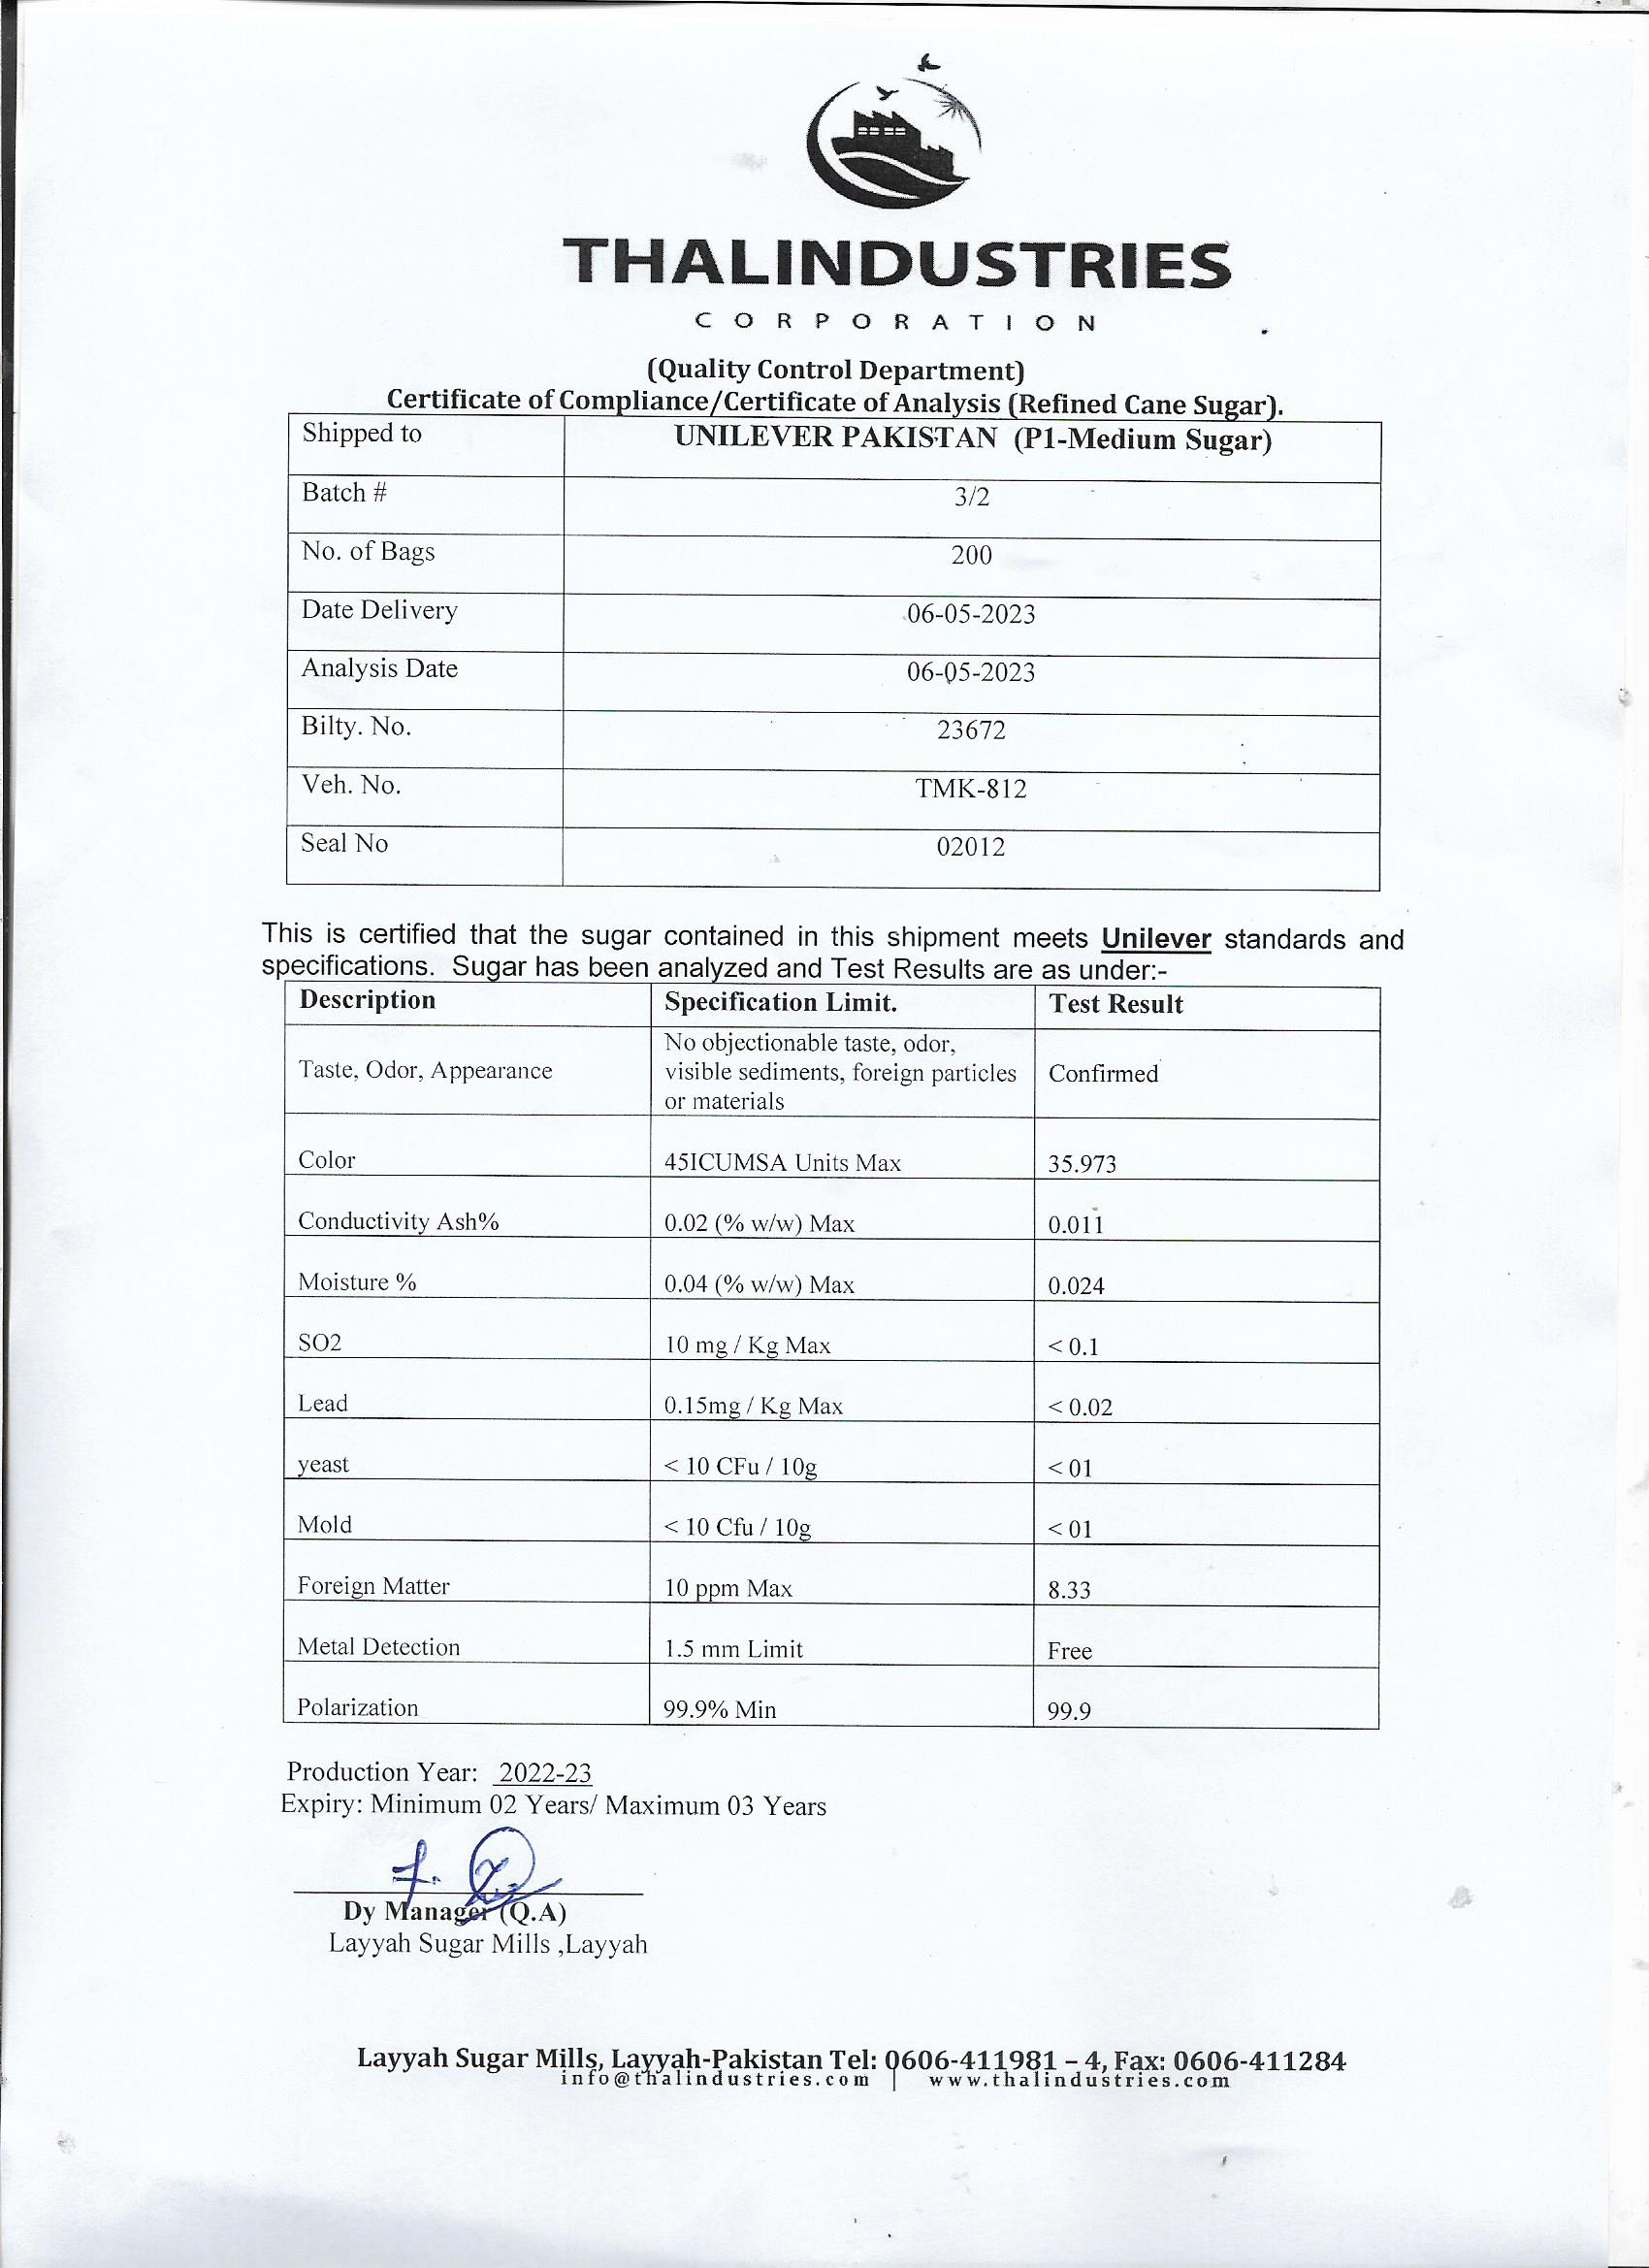 THALINDUSTRIES
CORPORATION
(Quality Control Department)
Certificate of Compliance/Certificate of Analysis (Refined Cane Sugar).
Shipped to UNILEVER PAKISTAN (P1-Medium Sugar)
Batch # 3/2
No. of Bags 200
Date Delivery 06-05-2023
Analysis Date 06-05-2023
Bilty. No. 23672
Veh. No. TMK-812
Seal No 02012
This is certified that the sugar contained in this shipment meets Unilever standards and
specifications. Sugar has been analyzed and Test Results are as under:-
Description Specification Limit. Test Result
Taste, Odor, Appearance No objectionable taste, odor,
visible sediments, foreign particles
or materials Confirmed
Color 45ICUMSA Units Max 35.973
Conductivity Ash% 0.02 (% w/w) Max 0.011
Moisture % 0.04 (% w/w) Max 0.024
SO2 10 mg / Kg Max < 0.1
Lead 0.15mg / Kg Max < 0.02
yeast < 10 CFu / 10g < 01
Mold < 10 Cfu / 10g < 01
Foreign Matter 10 ppm Max 8.33
Metal Detection 1.5 mm Limit Free
Polarization 99.9% Min 99.9
Production Year: 2022-23
Expiry: Minimum 02 Years/ Maximum 03 Years
Dy Manager (Q.A)
Layyah Sugar Mills ,Layyah
Layyah Sugar Mills, Layyah-Pakistan Tel: 0606-411981 – 4, Fax: 0606-411284
info@thalindustries.com | www.thalindustries.com